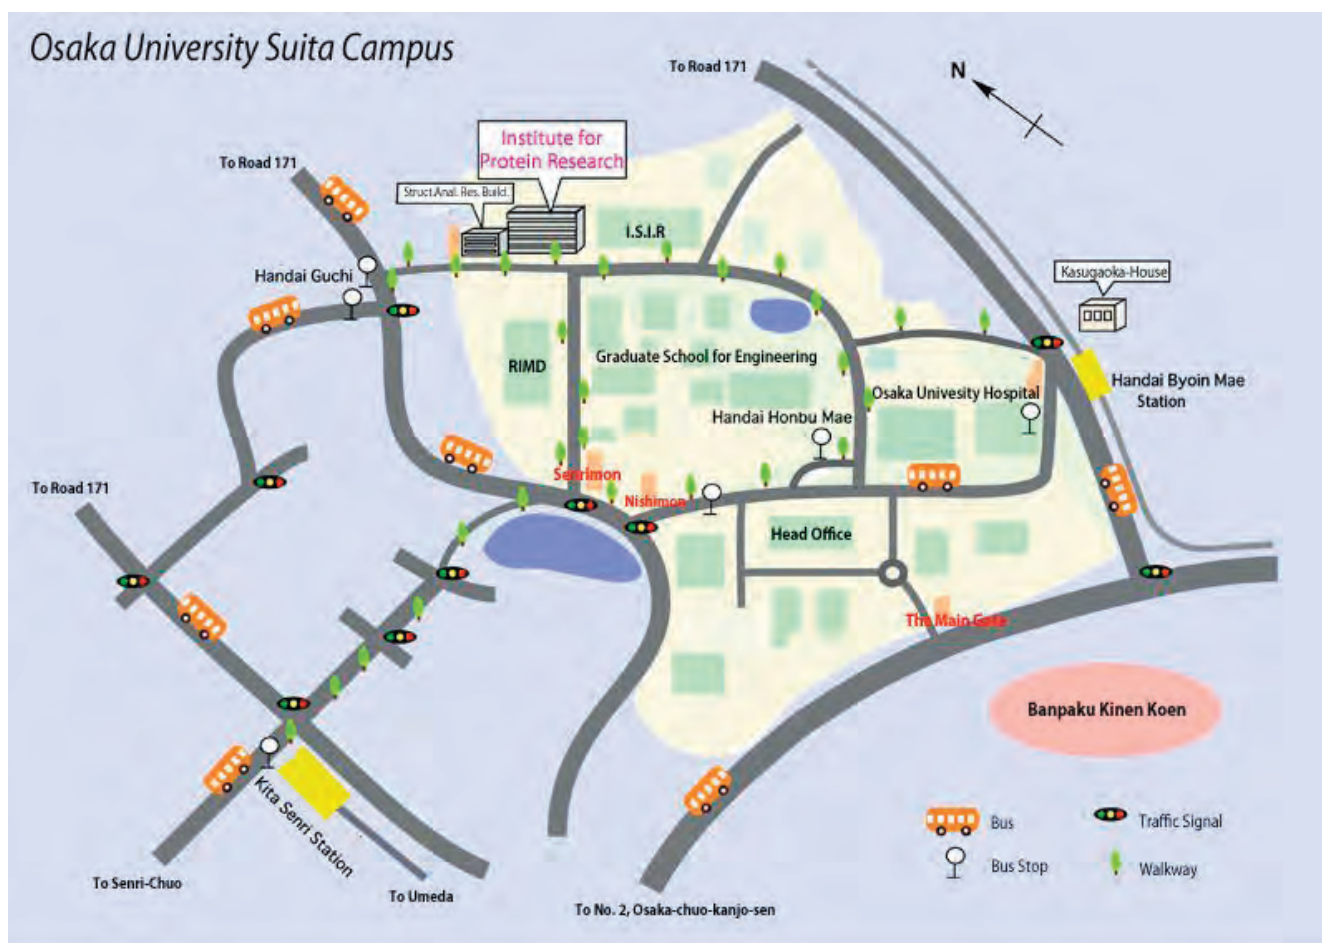 Osaka University Suita Campus
To Road 171
N
Institute for
Protein Research
To Road 171
Struct.Anal. Res. Build.
I.S.I.R
Handai Guchi
Kasugaoka-House
RIMD
Graduate School for Engineering
Handai Byoin Mae
Station
Osaka Univesity Hospital
Handai Honbu Mae
Senrimon
Nishimon
To Road 171
Head Office
The Main Gate
Banpaku Kinen Koen
Kita Senri Station
Bus
Traffic Signal
Bus Stop
Walkway
To Senri-Chuo
To Umeda
To No. 2, Osaka-chuo-kanjo-sen